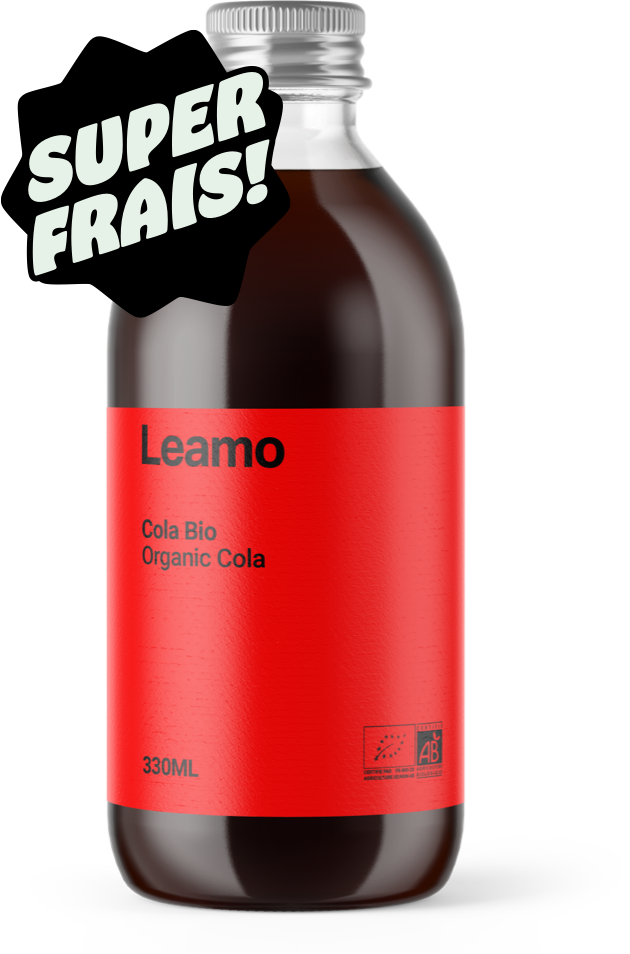 SUPER
FRAIS!
Leamo
Cola Bio
Organic Cola
330ML
AB